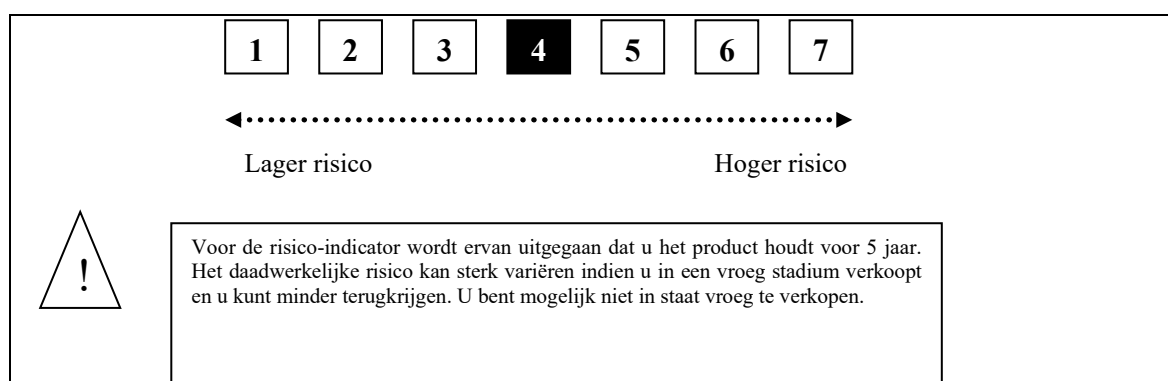 1 2 3 4 5 6 7
Lager risico Hoger risico
!
Voor de risico-indicator wordt ervan uitgegaan dat u het product houdt voor 5 jaar.
Het daadwerkelijke risico kan sterk variëren indien u in een vroeg stadium verkoopt
en u kunt minder terugkrijgen. U bent mogelijk niet in staat vroeg te verkopen.